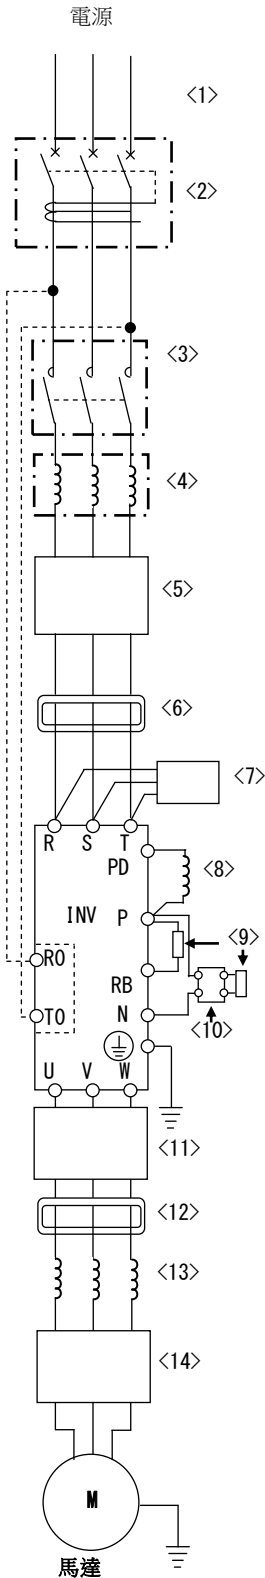 電源
<1>
<2>
<3>
<4>
<5>
<6>
<7>
R S T
PD
<8>
INV P
<9>
R0
RB
<10>
T0
N
U V W
<11>
<12>
<13>
<14>
M
馬達